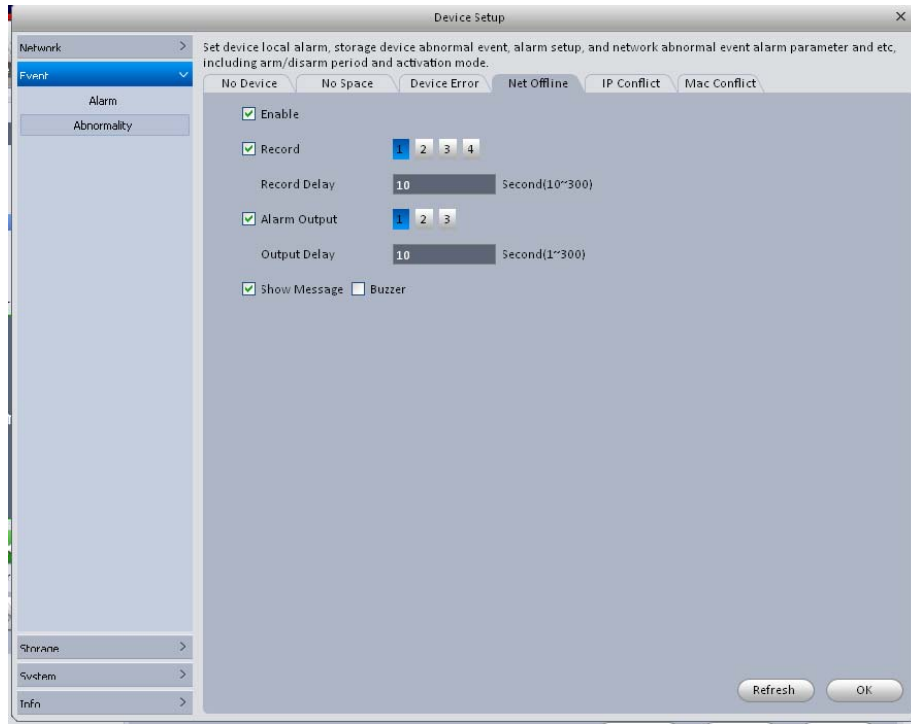 Device Setup
×
Network >
Set device local alarm, storage device abnormal event, alarm setup, and network abnormal event alarm parameter and etc,
including arm/disarm period and activation mode.
Event
No Device No Space Device Error Net Offline IP Conflict Mac Conflict
Alarm
Abnormality
Enable
Record 1 2 3 4
Record Delay 10 Second(10~300)
Alarm Output 1 2 3
Output Delay 10 Second(1~300)
Show Message Buzzer
Storage >
System >
Info >
Refresh OK